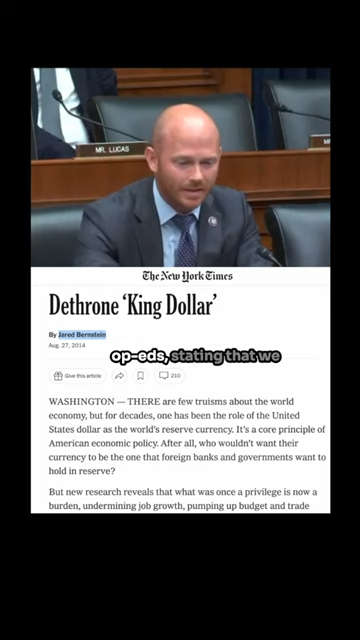 MR. LUCAS
The New York Times
Dethrone 'King Dollar'
By Jared Bernstein
Aug. 27, 2014
op-eds, stating that we
Give this article
210
WASHINGTON — THERE are few truisms about the world
economy, but for decades, one has been the role of the United
States dollar as the world's reserve currency. It's a core principle of
American economic policy. After all, who wouldn't want their
currency to be the one that foreign banks and governments want to
hold in reserve?
But new research reveals that what was once a privilege is now a
burden, undermining job growth, pumping up budget and trade